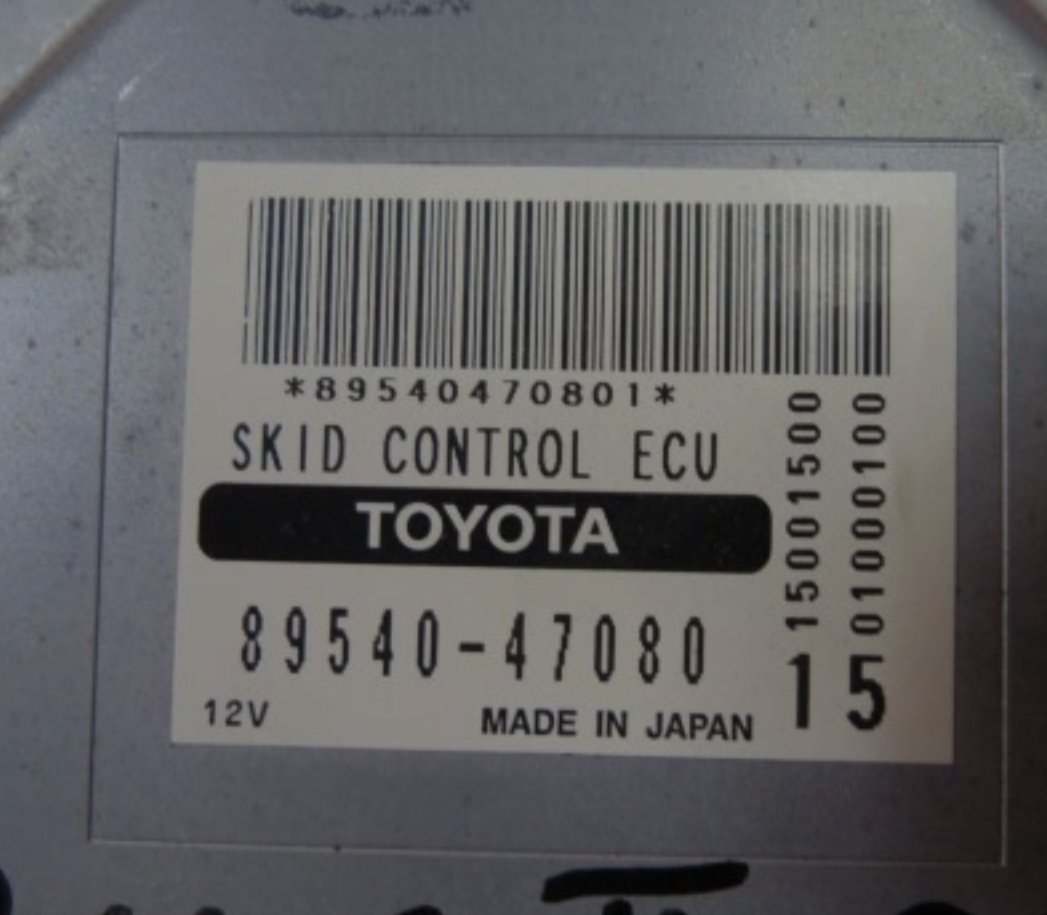 *89540470801*
SKID CONTROL ECU
TOYOTA
89540-47080
12V MADE IN JAPAN
15001500
01000100
15